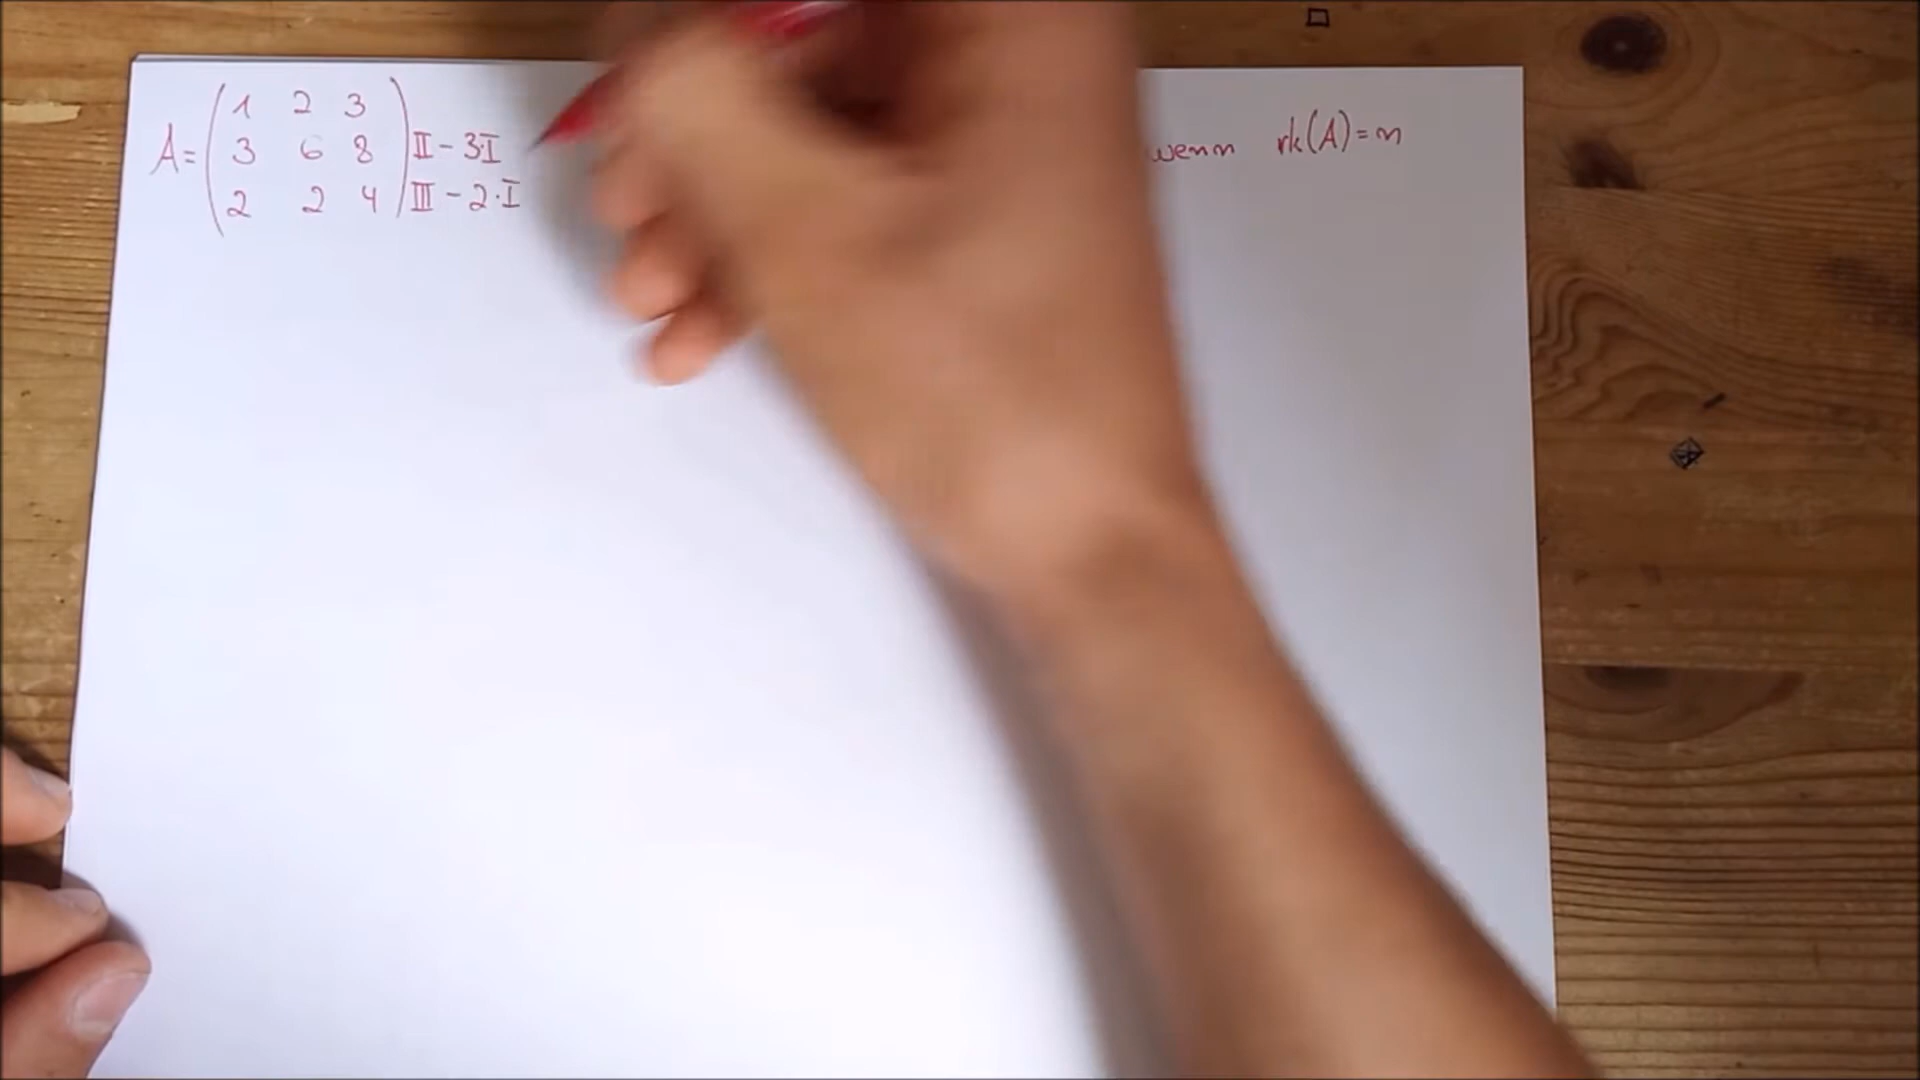 1 2 3
A= 3 6 8 II - 3·I
2 2 4 III - 2·I
wenn rk(A)=n